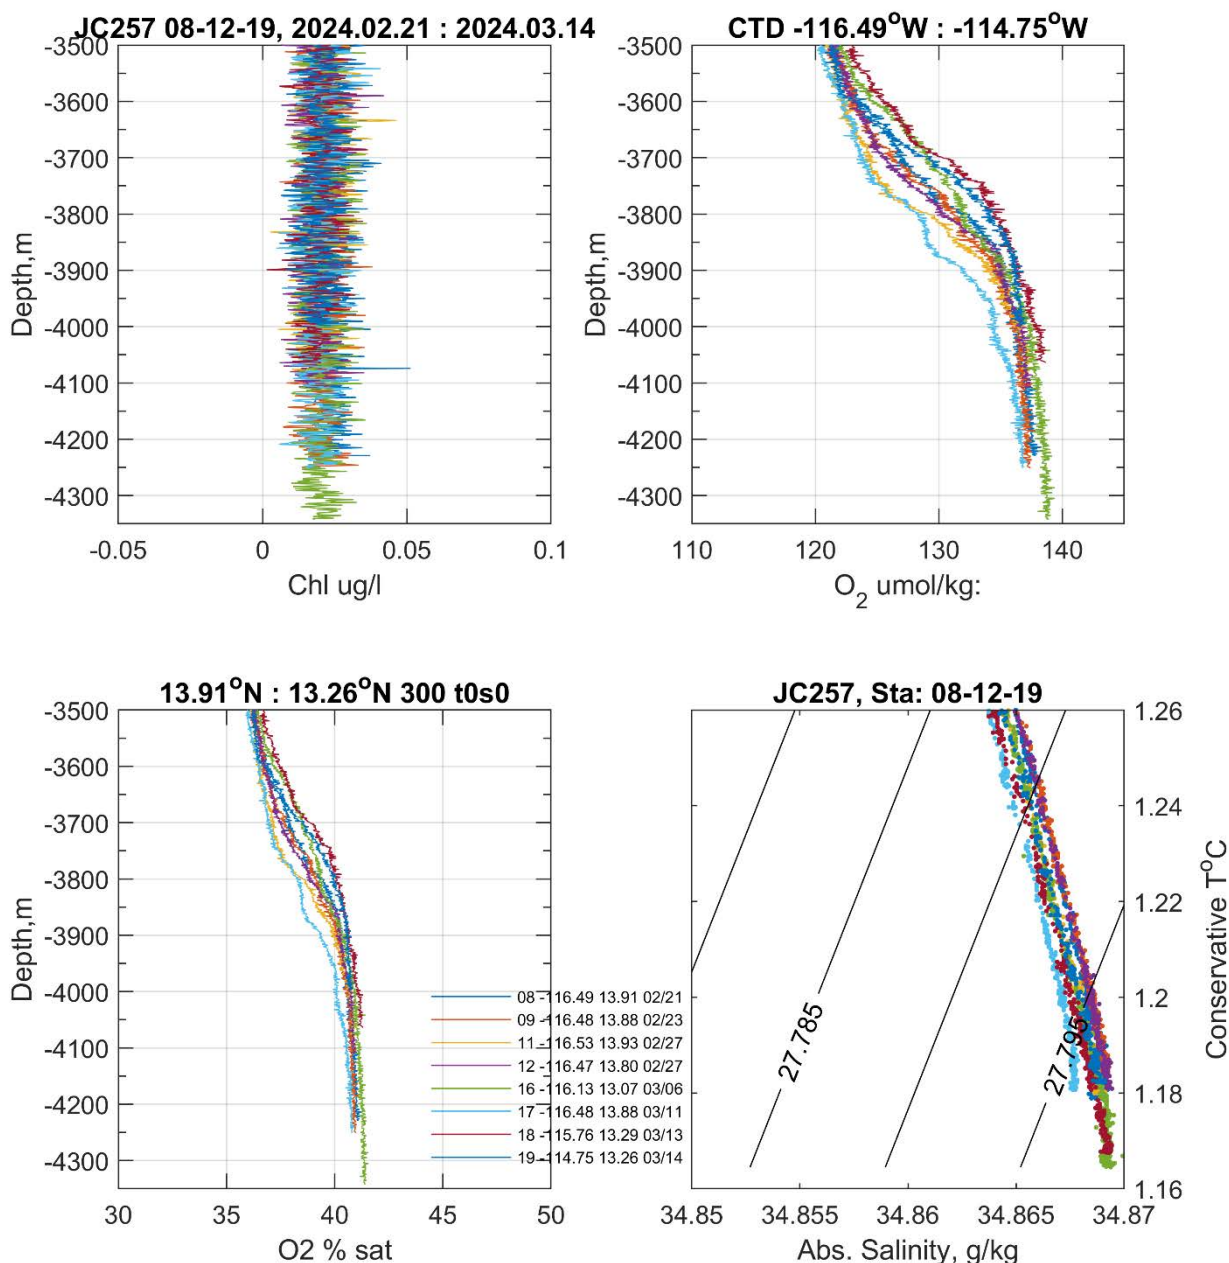 JC257 08-12-19, 2024.02.21 : 2024.03.14
-3500
-3600
-3700
-3800
-3900
-4000
-4100
-4200
-4300
Depth,m
-0.05 0 0.05 0.1
Chl ug/l
CTD -116.49°W : -114.75°W
-3500
-3600
-3700
-3800
-3900
-4000
-4100
-4200
-4300
Depth,m
110 120 130 140
O₂ umol/kg:
13.91°N : 13.26°N 300 t0s0
-3500
-3600
-3700
-3800
-3900
-4000
-4100
-4200
-4300
Depth,m
08 -116.49 13.91 02/21
09 -116.48 13.88 02/23
11 -116.53 13.93 02/27
12 -116.47 13.80 02/27
16 -116.13 13.07 03/06
17 -116.48 13.88 03/11
18 -115.76 13.29 03/13
19 -114.75 13.26 03/14
30 35 40 45 50
O2 % sat
JC257, Sta: 08-12-19
1.26
1.24
1.22
1.2
1.18
1.16
Conservative T°C
27.785
27.795
34.85 34.855 34.86 34.865 34.87
Abs. Salinity, g/kg